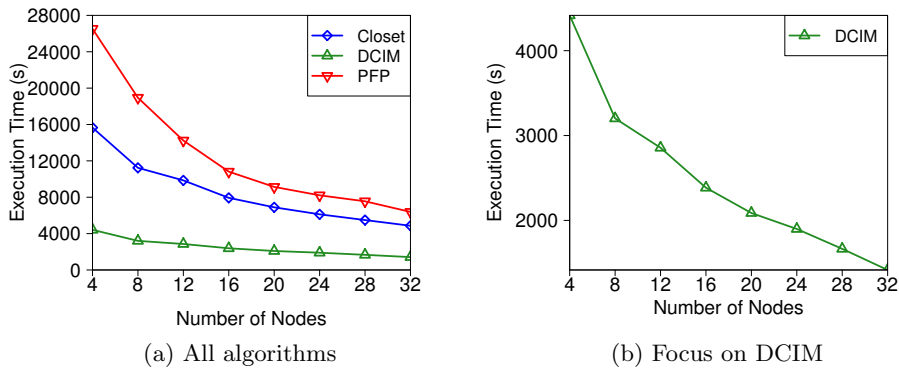 28000
24000
20000
16000
12000
8000
4000
0
Execution Time (s)
4 8 12 16 20 24 28 32
Number of Nodes
Closet
DCIM
PFP
(a) All algorithms
4000
3000
2000
Execution Time (s)
4 8 12 16 20 24 28 32
Number of Nodes
DCIM
(b) Focus on DCIM